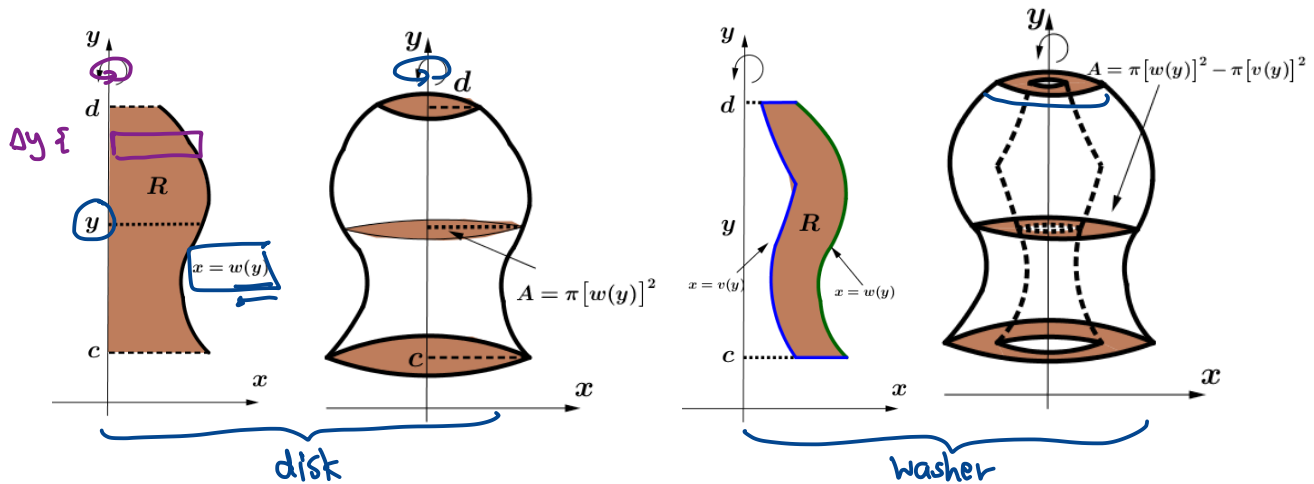 y
d
Δy {
R
y
x = w(y)
c
x
y
d
A = π[w(y)]²
c
x
disk
y
d
y
R
x = v(y)
x = w(y)
c
x
y
A = π[w(y)]² − π[v(y)]²
x
washer